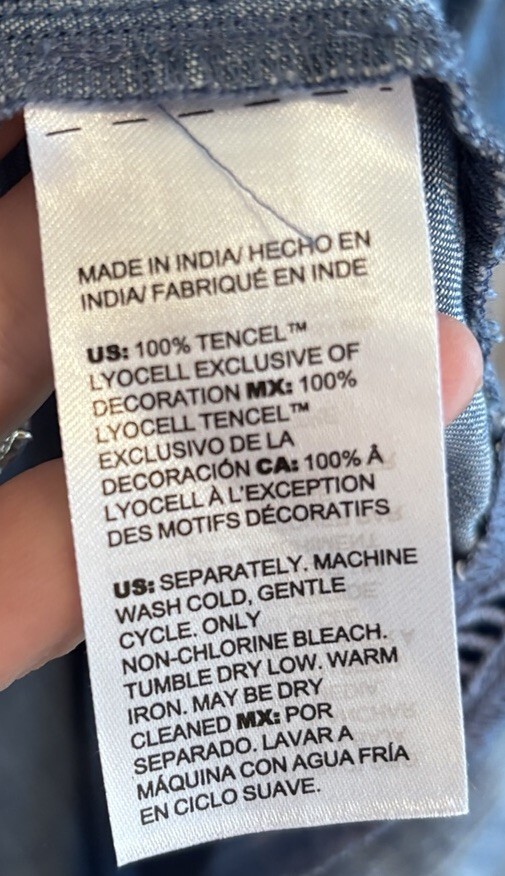 MADE IN INDIA/ HECHO EN
INDIA/ FABRIQUÉ EN INDE
US: 100% TENCEL™
LYOCELL EXCLUSIVE OF
DECORATION MX: 100%
LYOCELL TENCEL™
EXCLUSIVO DE LA
DECORACIÓN CA: 100% Â
LYOCELL À L'EXCEPTION
DES MOTIFS DÉCORATIFS
US: SEPARATELY. MACHINE
WASH COLD, GENTLE
CYCLE. ONLY
NON-CHLORINE BLEACH.
TUMBLE DRY LOW. WARM
IRON. MAY BE DRY
CLEANED MX: POR
SEPARADO. LAVAR A
MÁQUINA CON AGUA FRÍA
EN CICLO SUAVE.